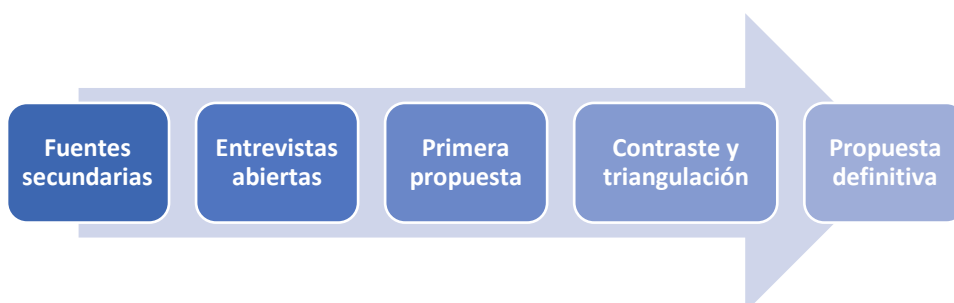 Fuentes
secundarias
Entrevistas
abiertas
Primera
propuesta
Contraste y
triangulación
Propuesta
definitiva